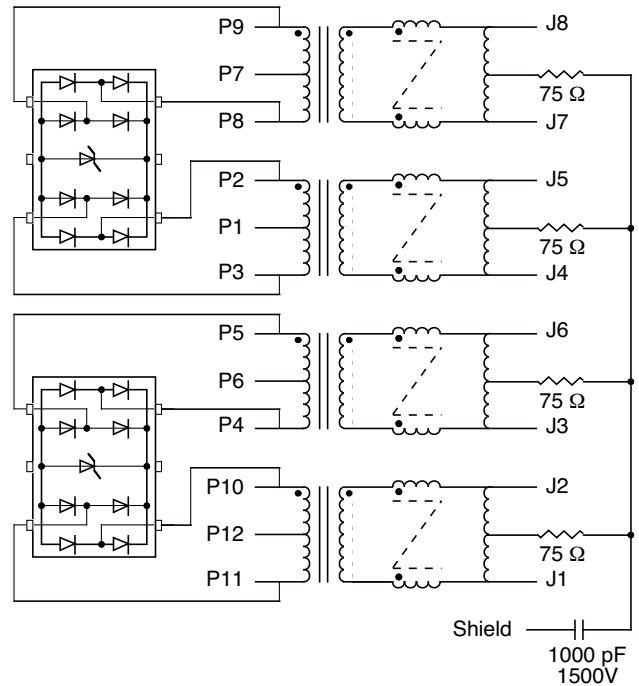 P9
J8
P7
75 Ω
P8
J7
P2
J5
P1
75 Ω
P3
J4
P5
J6
P6
75 Ω
P4
J3
P10
J2
P12
75 Ω
P11
J1
Shield
1000 pF
1500V